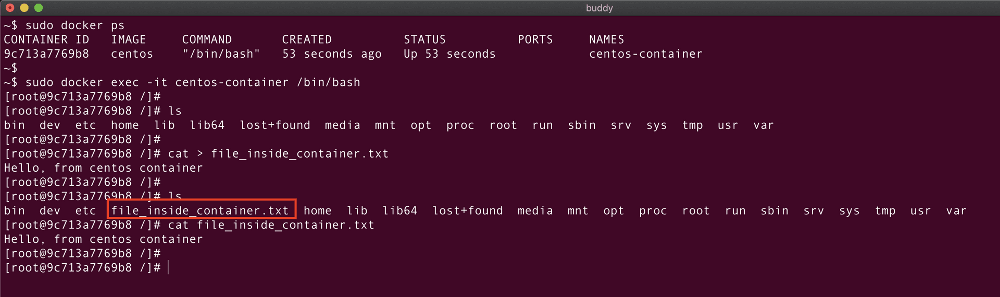 buddy
~$ sudo docker ps
CONTAINER ID   IMAGE     COMMAND       CREATED          STATUS          PORTS     NAMES
9c713a7769b8   centos    "/bin/bash"   53 seconds ago   Up 53 seconds             centos-container
~$
~$ sudo docker exec -it centos-container /bin/bash
[root@9c713a7769b8 /]#
[root@9c713a7769b8 /]# ls
bin  dev  etc  home  lib  lib64  lost+found  media  mnt  opt  proc  root  run  sbin  srv  sys  tmp  usr  var
[root@9c713a7769b8 /]#
[root@9c713a7769b8 /]# cat > file_inside_container.txt
Hello, from centos container
[root@9c713a7769b8 /]#
[root@9c713a7769b8 /]# ls
bin  dev  etc  file_inside_container.txt  home  lib  lib64  lost+found  media  mnt  opt  proc  root  run  sbin  srv  sys  tmp  usr  var
[root@9c713a7769b8 /]# cat file_inside_container.txt
Hello, from centos container
[root@9c713a7769b8 /]#
[root@9c713a7769b8 /]#